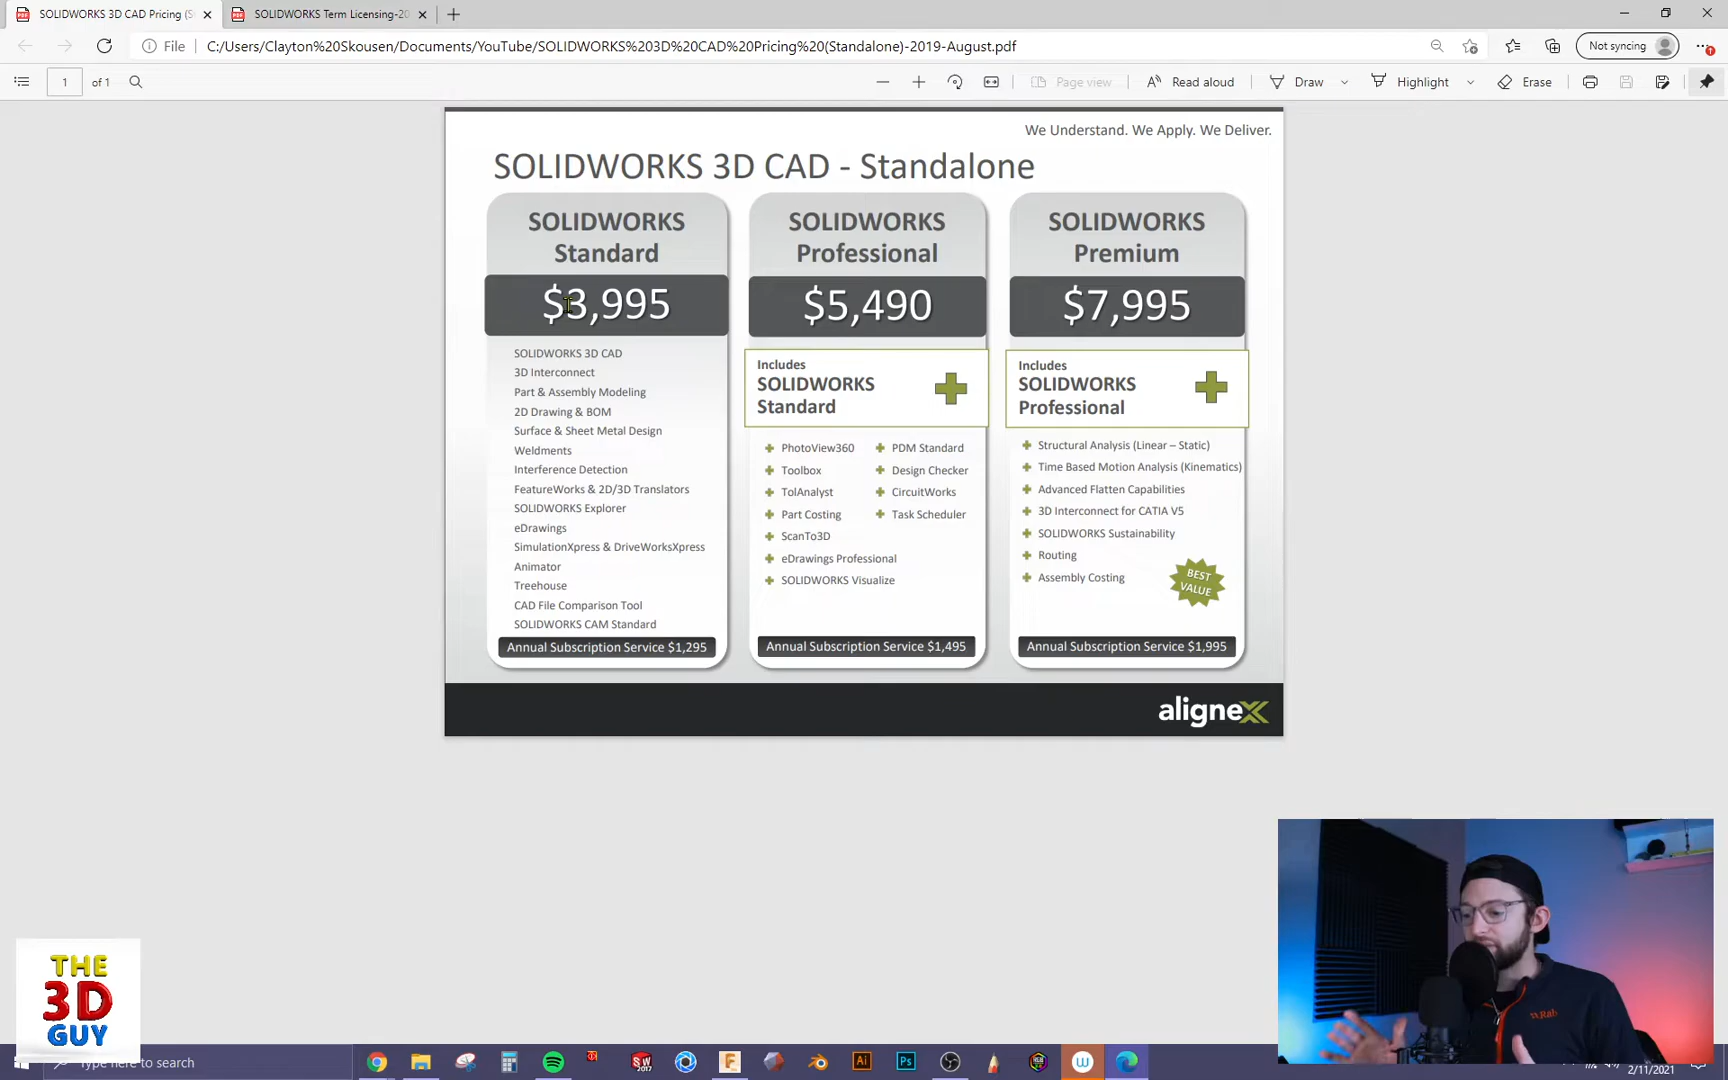 SOLIDWORKS 3D CAD Pricing (S
SOLIDWORKS Term Licensing-20
File
C:/Users/Clayton%20Skousen/Documents/YouTube/SOLIDWORKS%203D%20CAD%20Pricing%20(Standalone)-2019-August.pdf
Not syncing
1 of 1
Page view
Read aloud
Draw
Highlight
Erase
We Understand. We Apply. We Deliver.
SOLIDWORKS 3D CAD - Standalone
SOLIDWORKS
Standard
$3,995
SOLIDWORKS 3D CAD
3D Interconnect
Part & Assembly Modeling
2D Drawing & BOM
Surface & Sheet Metal Design
Weldments
Interference Detection
FeatureWorks & 2D/3D Translators
SOLIDWORKS Explorer
eDrawings
SimulationXpress & DriveWorksXpress
Animator
Treehouse
CAD File Comparison Tool
SOLIDWORKS CAM Standard
Annual Subscription Service $1,295
SOLIDWORKS
Professional
$5,490
Includes
SOLIDWORKS
Standard
PhotoView360
Toolbox
TolAnalyst
Part Costing
ScanTo3D
eDrawings Professional
SOLIDWORKS Visualize
PDM Standard
Design Checker
CircuitWorks
Task Scheduler
Annual Subscription Service $1,495
SOLIDWORKS
Premium
$7,995
Includes
SOLIDWORKS
Professional
Structural Analysis (Linear – Static)
Time Based Motion Analysis (Kinematics)
Advanced Flatten Capabilities
3D Interconnect for CATIA V5
SOLIDWORKS Sustainability
Routing
Assembly Costing
BEST
VALUE
Annual Subscription Service $1,995
alignex
THE
3D
GUY
Type here to search
SW
2017
F
Ai
Ps
W
Rab
2/11/2021